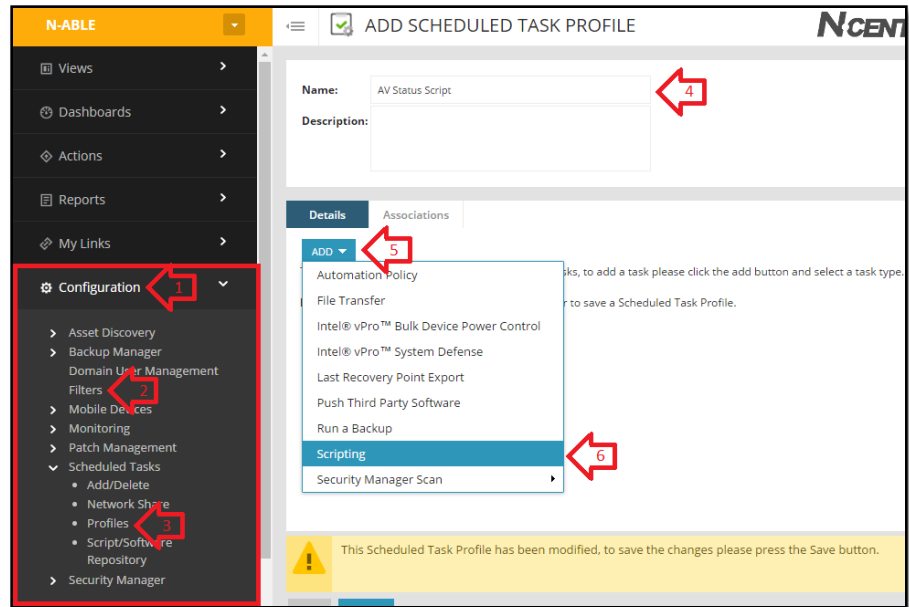 N-ABLE
ADD SCHEDULED TASK PROFILE
NCENT
Views
Dashboards
Actions
Reports
My Links
Configuration
1
Asset Discovery
Backup Manager
Domain User Management
Filters
2
Mobile Devices
Monitoring
Patch Management
Scheduled Tasks
Add/Delete
Network Share
Profiles
3
Script/Software
Repository
Security Manager
Name:
AV Status Script
4
Description:
Details
Associations
ADD
5
sks, to add a task please click the add button and select a task type.
r to save a Scheduled Task Profile.
Automation Policy
File Transfer
Intel® vPro™ Bulk Device Power Control
Intel® vPro™ System Defense
Last Recovery Point Export
Push Third Party Software
Run a Backup
Scripting
6
Security Manager Scan
This Scheduled Task Profile has been modified, to save the changes please press the Save button.